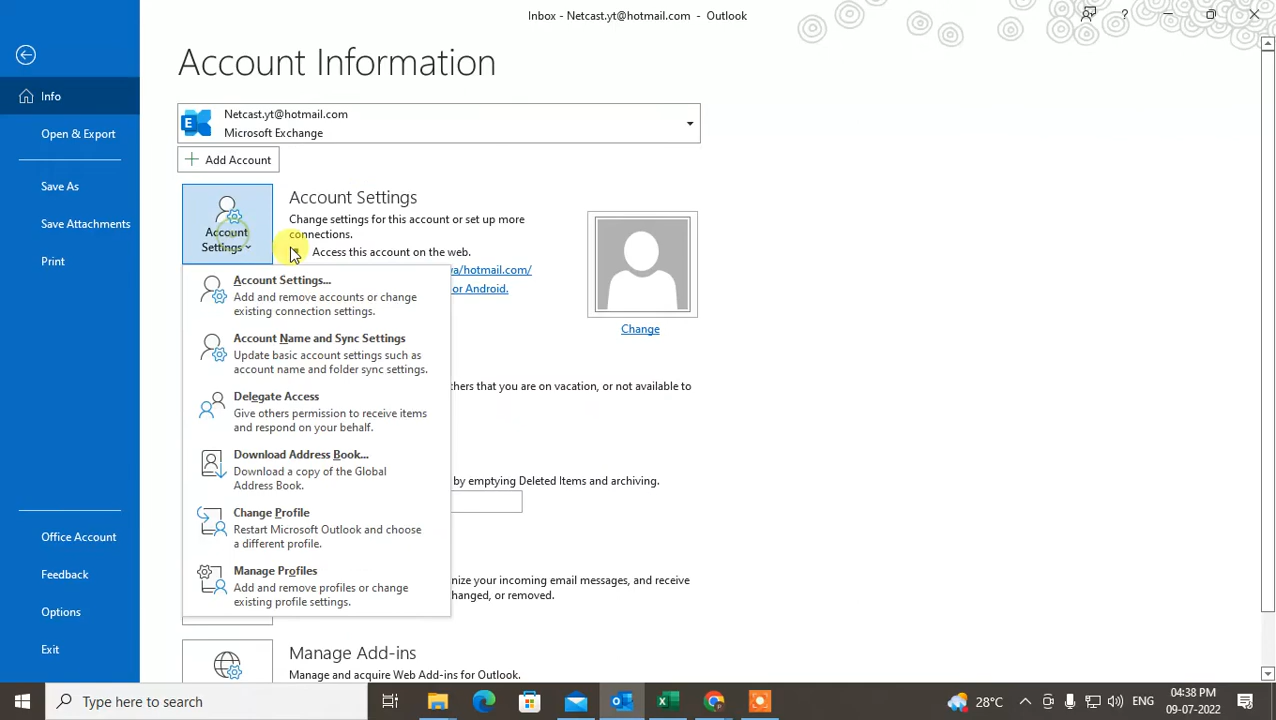 Inbox - Netcast.yt@hotmail.com - Outlook
?
Account Information
Info
Open & Export
Save As
Save Attachments
Print
Office Account
Feedback
Options
Exit
E
Netcast.yt@hotmail.com
Microsoft Exchange
Add Account
Account
Settings
Account Settings
Change settings for this account or set up more
connections.
Access this account on the web.
va/hotmail.com/
or Android.
Change
Account Settings...
Add and remove accounts or change
existing connection settings.
Account Name and Sync Settings
Update basic account settings such as
account name and folder sync settings.
Delegate Access
Give others permission to receive items
and respond on your behalf.
Download Address Book...
Download a copy of the Global
Address Book.
Change Profile
Restart Microsoft Outlook and choose
a different profile.
Manage Profiles
Add and remove profiles or change
existing profile settings.
thers that you are on vacation, or not available to
by emptying Deleted Items and archiving.
nize your incoming email messages, and receive
hanged, or removed.
Manage Add-ins
Manage and acquire Web Add-ins for Outlook.
Type here to search
28°C
ENG
04:38 PM
09-07-2022